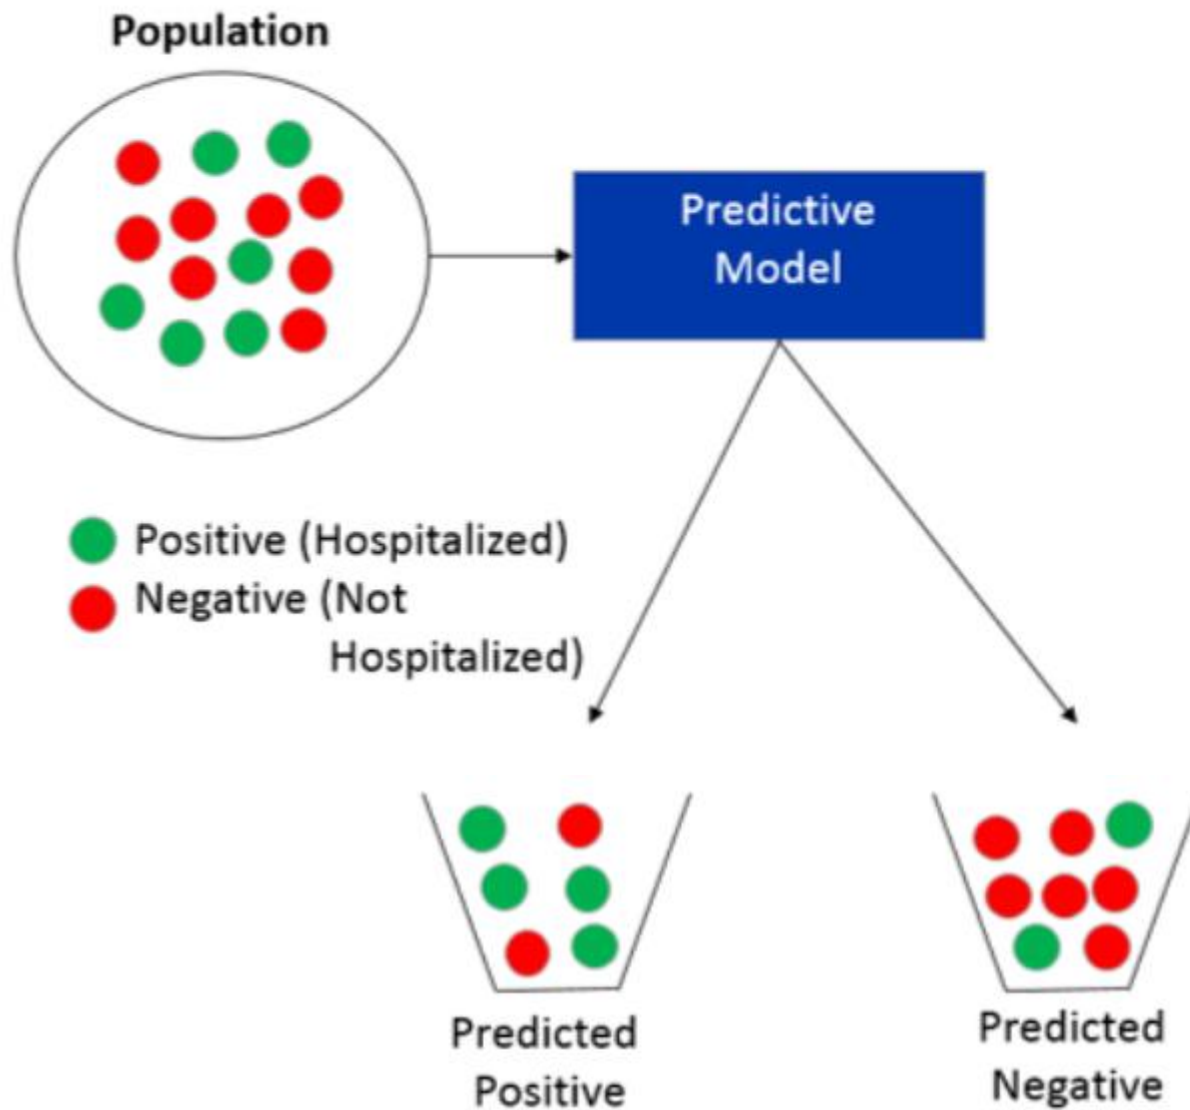 Population
Predictive
Model
Positive (Hospitalized)
Negative (Not
Hospitalized)
Predicted
Positive
Predicted
Negative